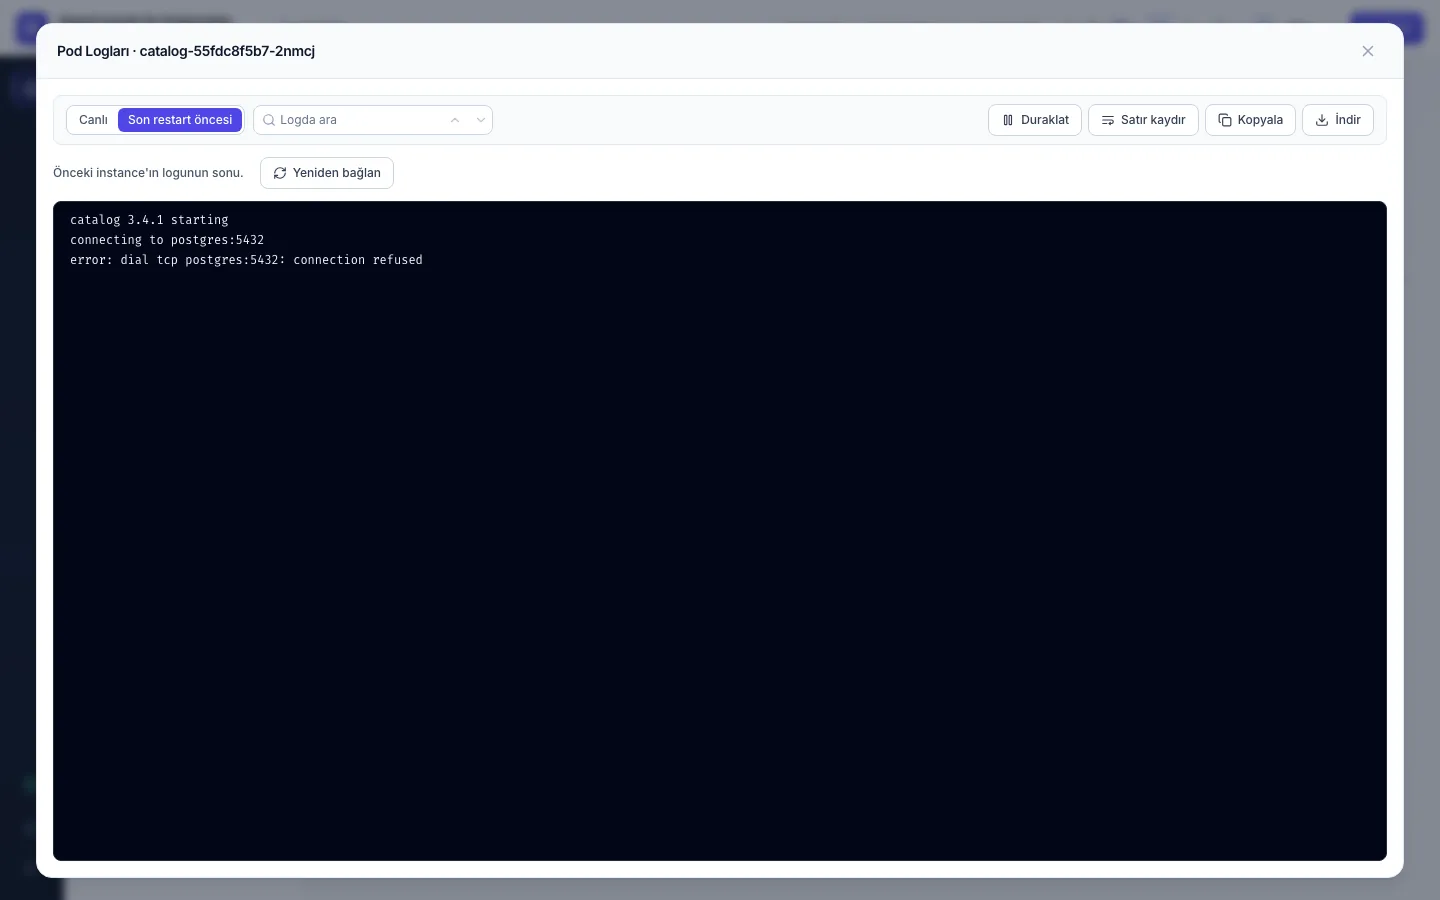 Pod Logları · catalog-55fdc8f5b7-2nmcj
Canlı
Son restart öncesi
Logda ara
Duraklat
Satır kaydır
Kopyala
İndir
Önceki instance'ın logunun sonu.
Yeniden bağlan
catalog 3.4.1 starting
connecting to postgres:5432
error: dial tcp postgres:5432: connection refused